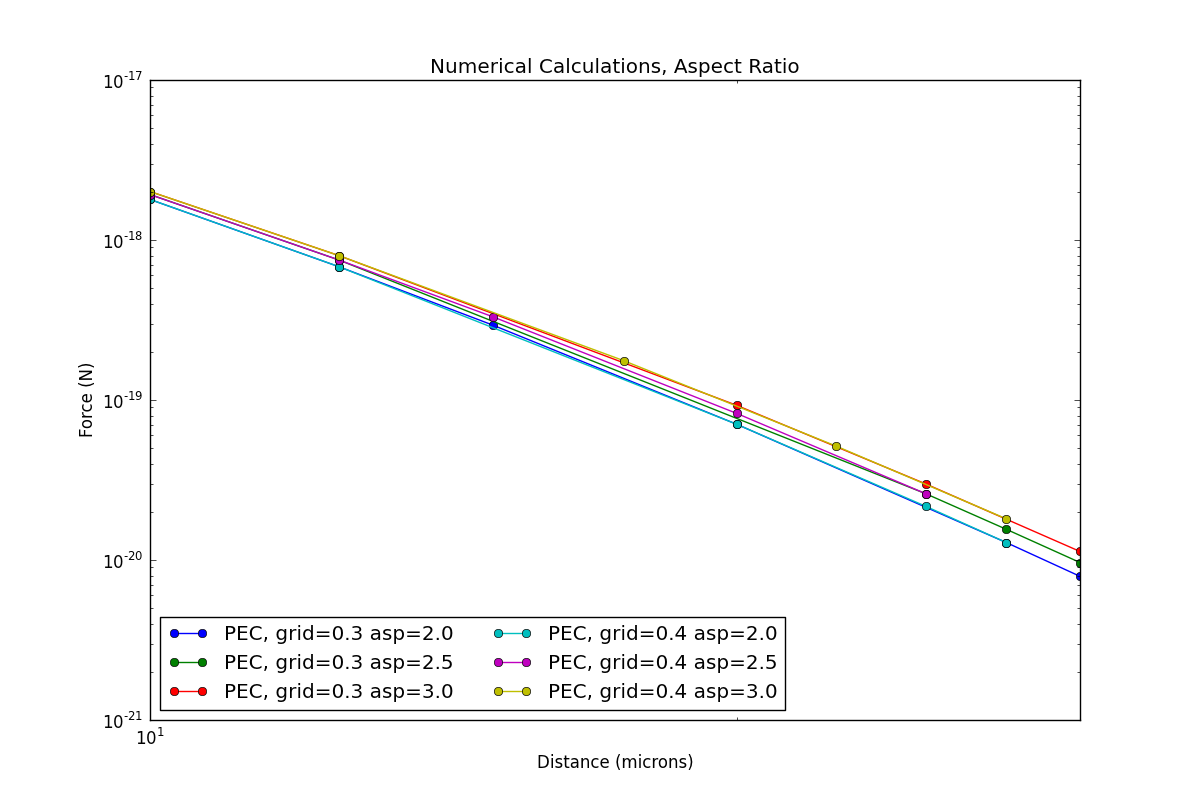 Numerical Calculations, Aspect Ratio
10^-17
10^-18
10^-19
10^-20
10^-21
Force (N)
10^1
Distance (microns)
PEC, grid=0.3 asp=2.0
PEC, grid=0.3 asp=2.5
PEC, grid=0.3 asp=3.0
PEC, grid=0.4 asp=2.0
PEC, grid=0.4 asp=2.5
PEC, grid=0.4 asp=3.0